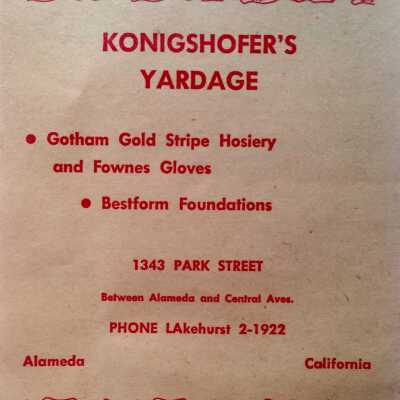 KONIGSHOFER'S
YARDAGE
● Gotham Gold Stripe Hosiery
and Fownes Gloves
● Bestform Foundations
1343 PARK STREET
Between Alameda and Central Aves.
PHONE LAkehurst 2-1922
Alameda California